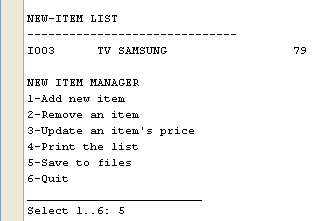 NEW-ITEM LIST
------------------------------
I003 TV SAMSUNG 79
NEW ITEM MANAGER
1-Add new item
2-Remove an item
3-Update an item's price
4-Print the list
5-Save to files
6-Quit
_________________________
Select 1..6: 5